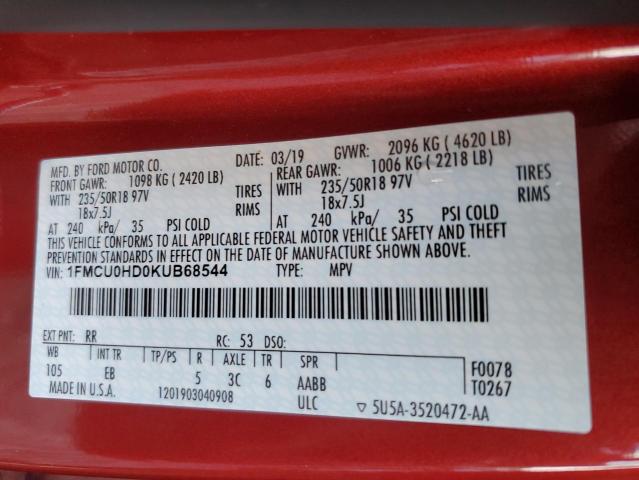 MFD. BY FORD MOTOR CO. DATE: 03/19 GVWR: 2096 KG ( 4620 LB)
FRONT GAWR: 1098 KG ( 2420 LB) REAR GAWR: 1006 KG ( 2218 LB)
WITH 235/50R18 97V TIRES WITH 235/50R18 97V TIRES
18x7.5J RIMS 18x7.5J RIMS
AT 240 kPa/ 35 PSI COLD AT 240 kPa/ 35 PSI COLD
THIS VEHICLE CONFORMS TO ALL APPLICABLE FEDERAL MOTOR VEHICLE SAFETY AND THEFT
PREVENTION STANDARDS IN EFFECT ON THE DATE OF MANUFACTURE SHOWN ABOVE.
VIN: 1FMCU0HD0KUB68544 TYPE: MPV
EXT PNT: RR RC: 53 DSO:
WB INT TR TP/PS R AXLE TR SPR F0078
105 EB 5 3C 6 AABB T0267
MADE IN U.S.A. 1201903040908 ULC ▽ 5U5A-3520472-AA